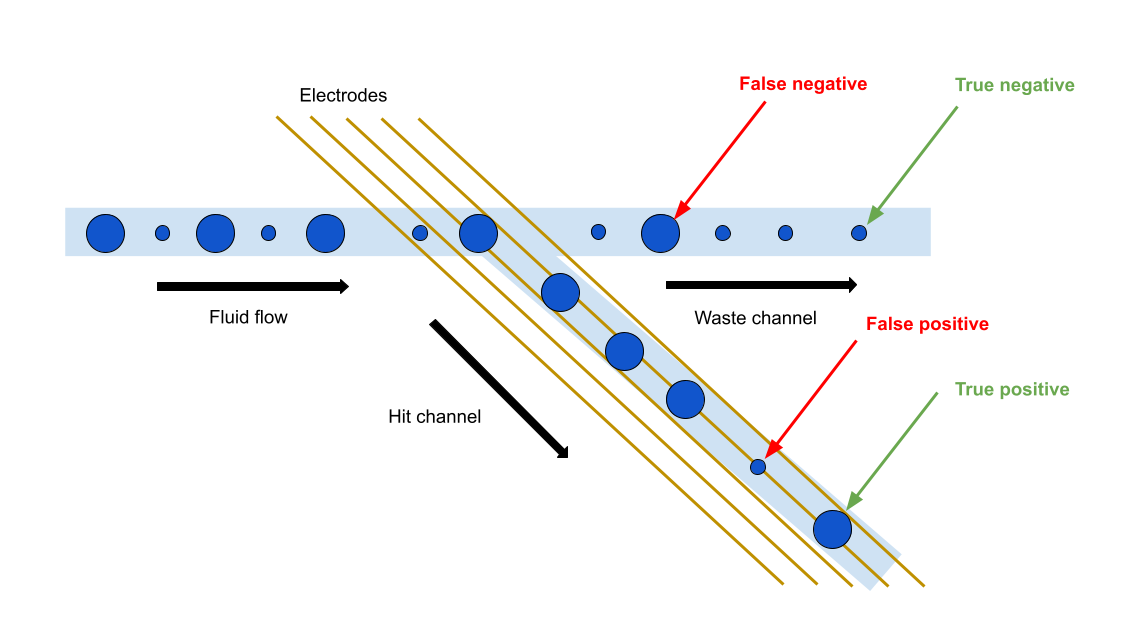 Electrodes
False negative
True negative
Fluid flow
Waste channel
False positive
Hit channel
True positive